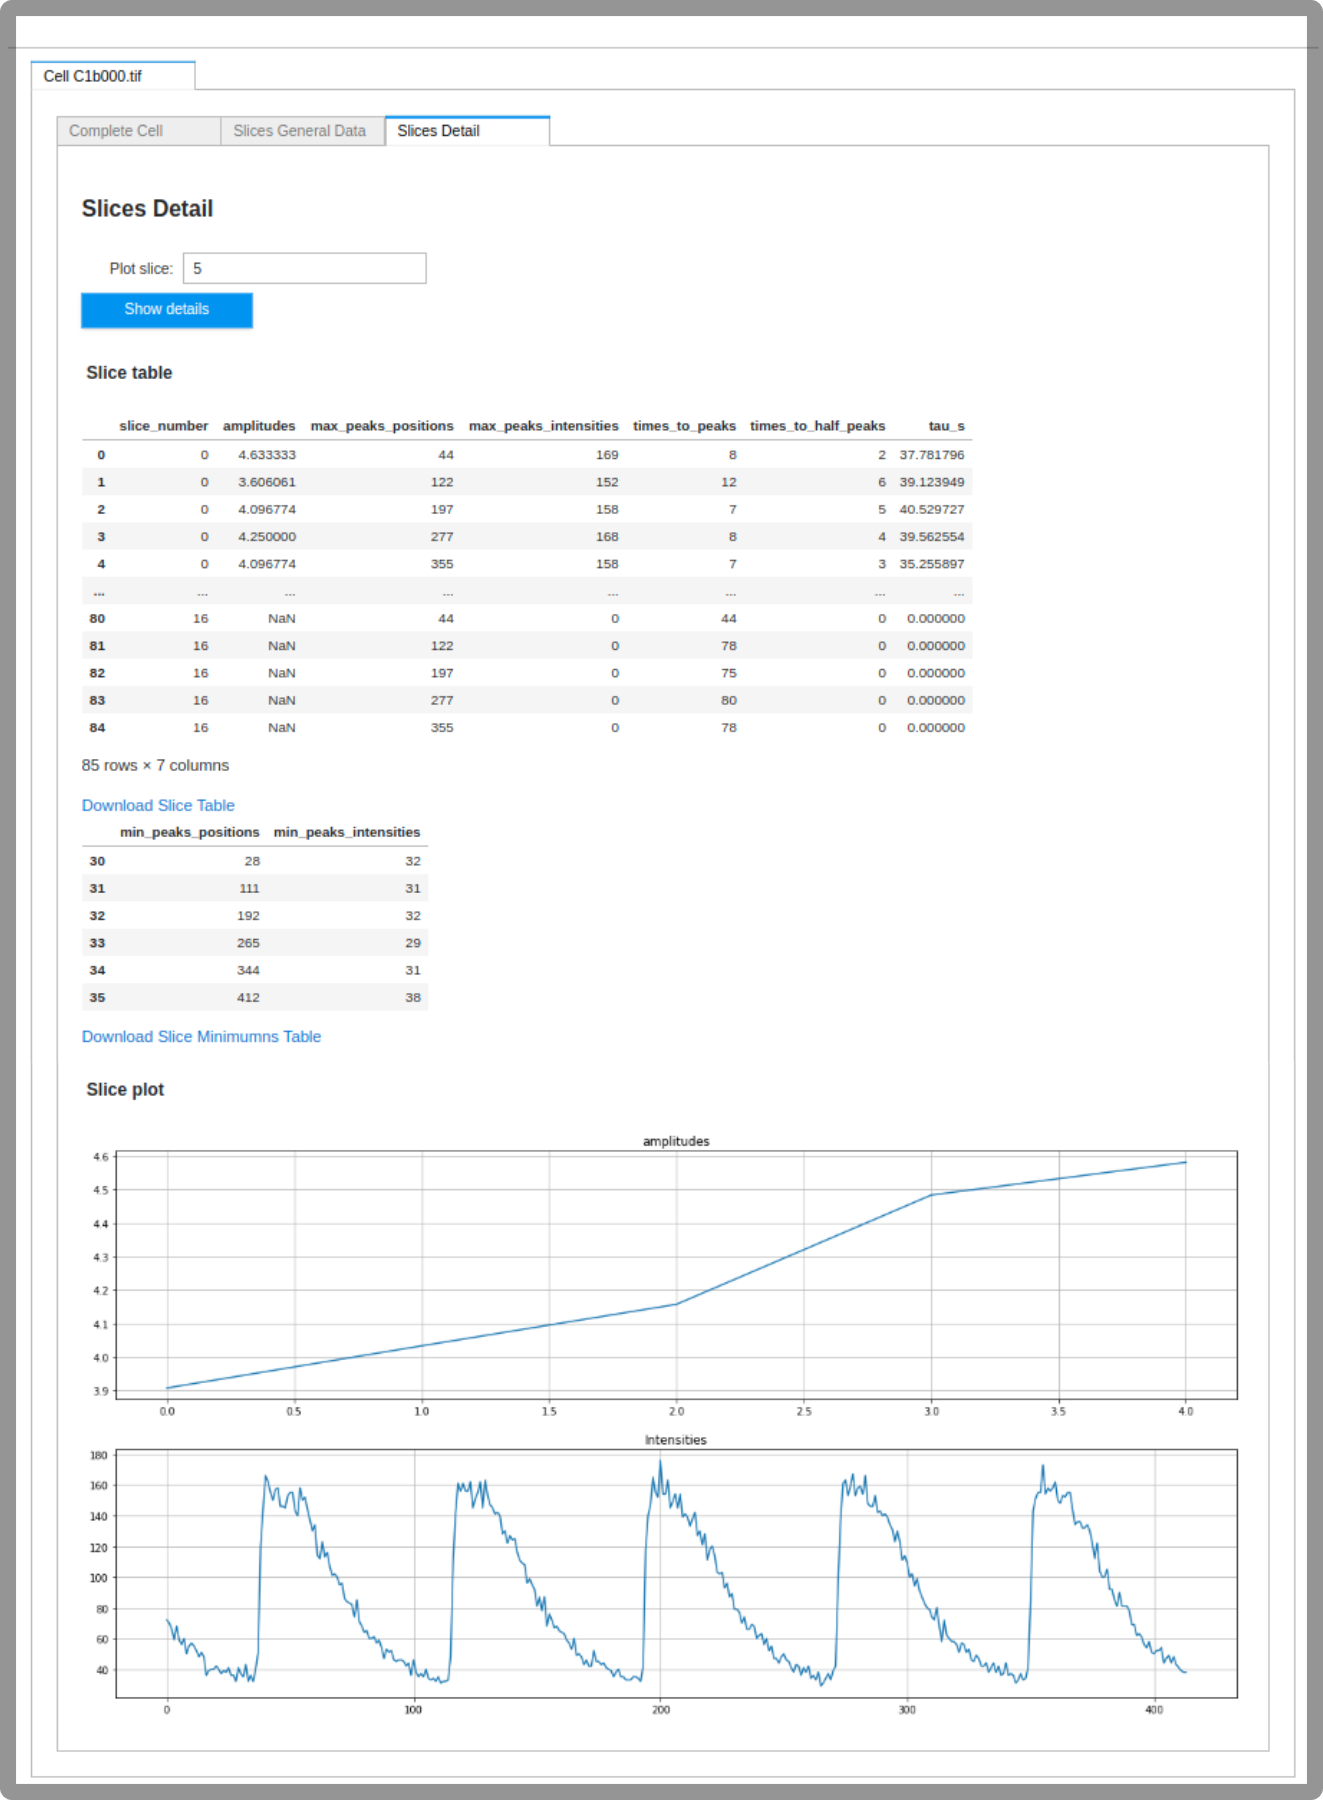 Cell C1b000.tif
Complete Cell Slices General Data Slices Detail
Slices Detail
Plot slice: 5
Show details
Slice table
slice_number amplitudes max_peaks_positions max_peaks_intensities times_to_peaks times_to_half_peaks tau_s
0 0 4.633333 44 169 8 2 37.781796
1 0 3.606061 122 152 12 6 39.123949
2 0 4.096774 197 158 7 5 40.529727
3 0 4.250000 277 168 8 4 39.562554
4 0 4.096774 355 158 7 3 35.255897
... ... ... ... ... ... ... ...
80 16 NaN 44 0 44 0 0.000000
81 16 NaN 122 0 78 0 0.000000
82 16 NaN 197 0 75 0 0.000000
83 16 NaN 277 0 80 0 0.000000
84 16 NaN 355 0 78 0 0.000000
85 rows × 7 columns
Download Slice Table
min_peaks_positions min_peaks_intensities
30 28 32
31 111 31
32 192 32
33 265 29
34 344 31
35 412 38
Download Slice Minimumns Table
Slice plot
amplitudes
4.6
4.5
4.4
4.3
4.2
4.1
4.0
3.9
0.0 0.5 1.0 1.5 2.0 2.5 3.0 3.5 4.0
Intensities
180
160
140
120
100
80
60
40
0 100 200 300 400